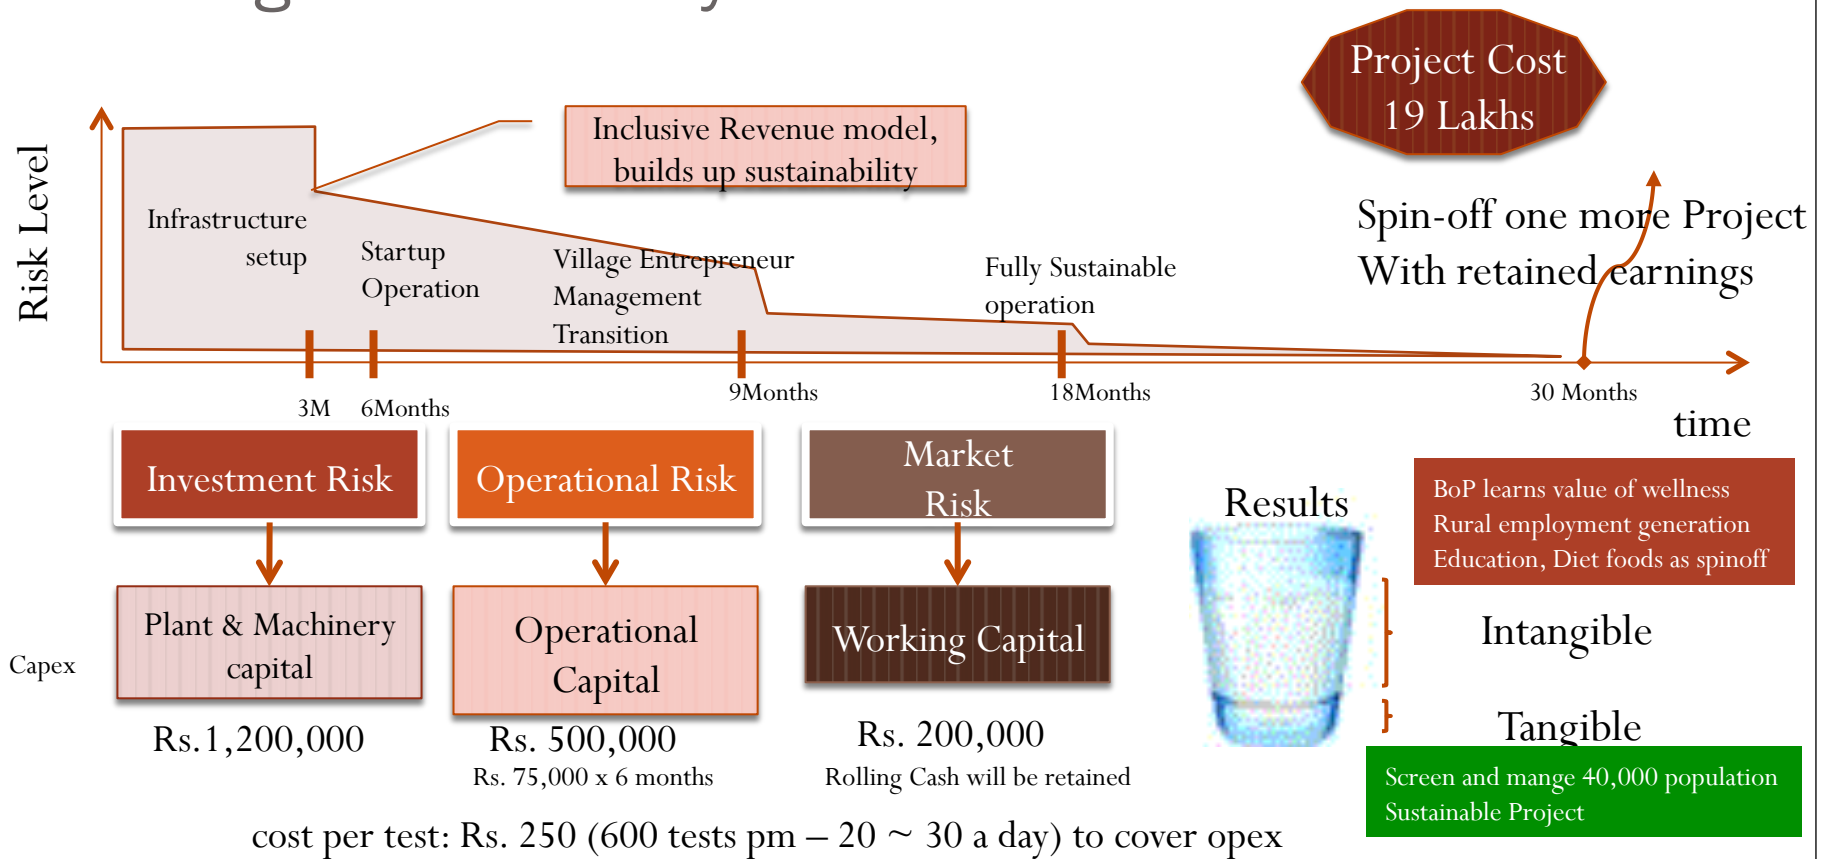 Project Cost
19 Lakhs
Risk Level
Inclusive Revenue model,
builds up sustainability
Infrastructure
setup
Startup
Operation
Village Entrepreneur
Management
Transition
Fully Sustainable
operation
Spin-off one more Project
With retained earnings
3M
6Months
9Months
18Months
30 Months
time
Investment Risk
Operational Risk
Market
Risk
Results
BoP learns value of wellness
Rural employment generation
Education, Diet foods as spinoff
Capex
Plant & Machinery
capital
Operational
Capital
Working Capital
Intangible
Tangible
Rs.1,200,000
Rs. 500,000
Rs. 75,000 x 6 months
Rs. 200,000
Rolling Cash will be retained
Screen and mange 40,000 population
Sustainable Project
cost per test: Rs. 250 (600 tests pm – 20 ~ 30 a day) to cover opex